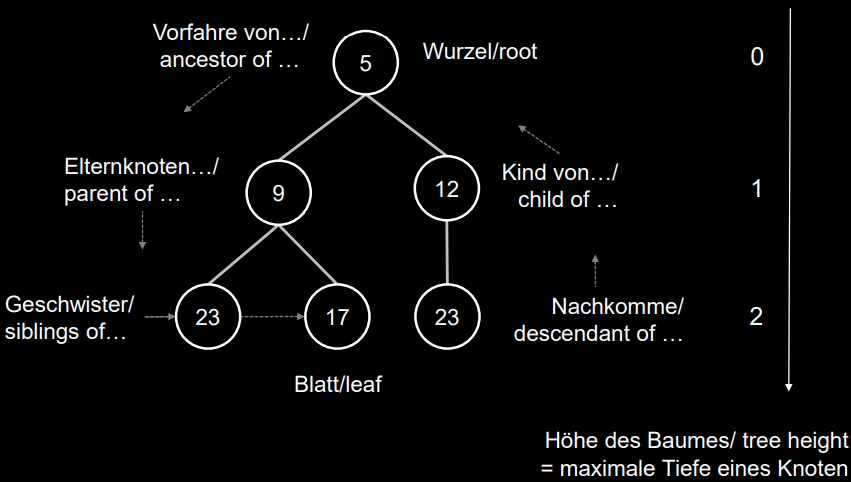 Vorfahre von…/
ancestor of …
5
Wurzel/root
0
Elternknoten…/
parent of …
9
12
Kind von…/
child of …
1
Geschwister/
siblings of…
23
17
23
Nachkomme/
descendant of …
2
Blatt/leaf
Höhe des Baumes/ tree height
= maximale Tiefe eines Knoten